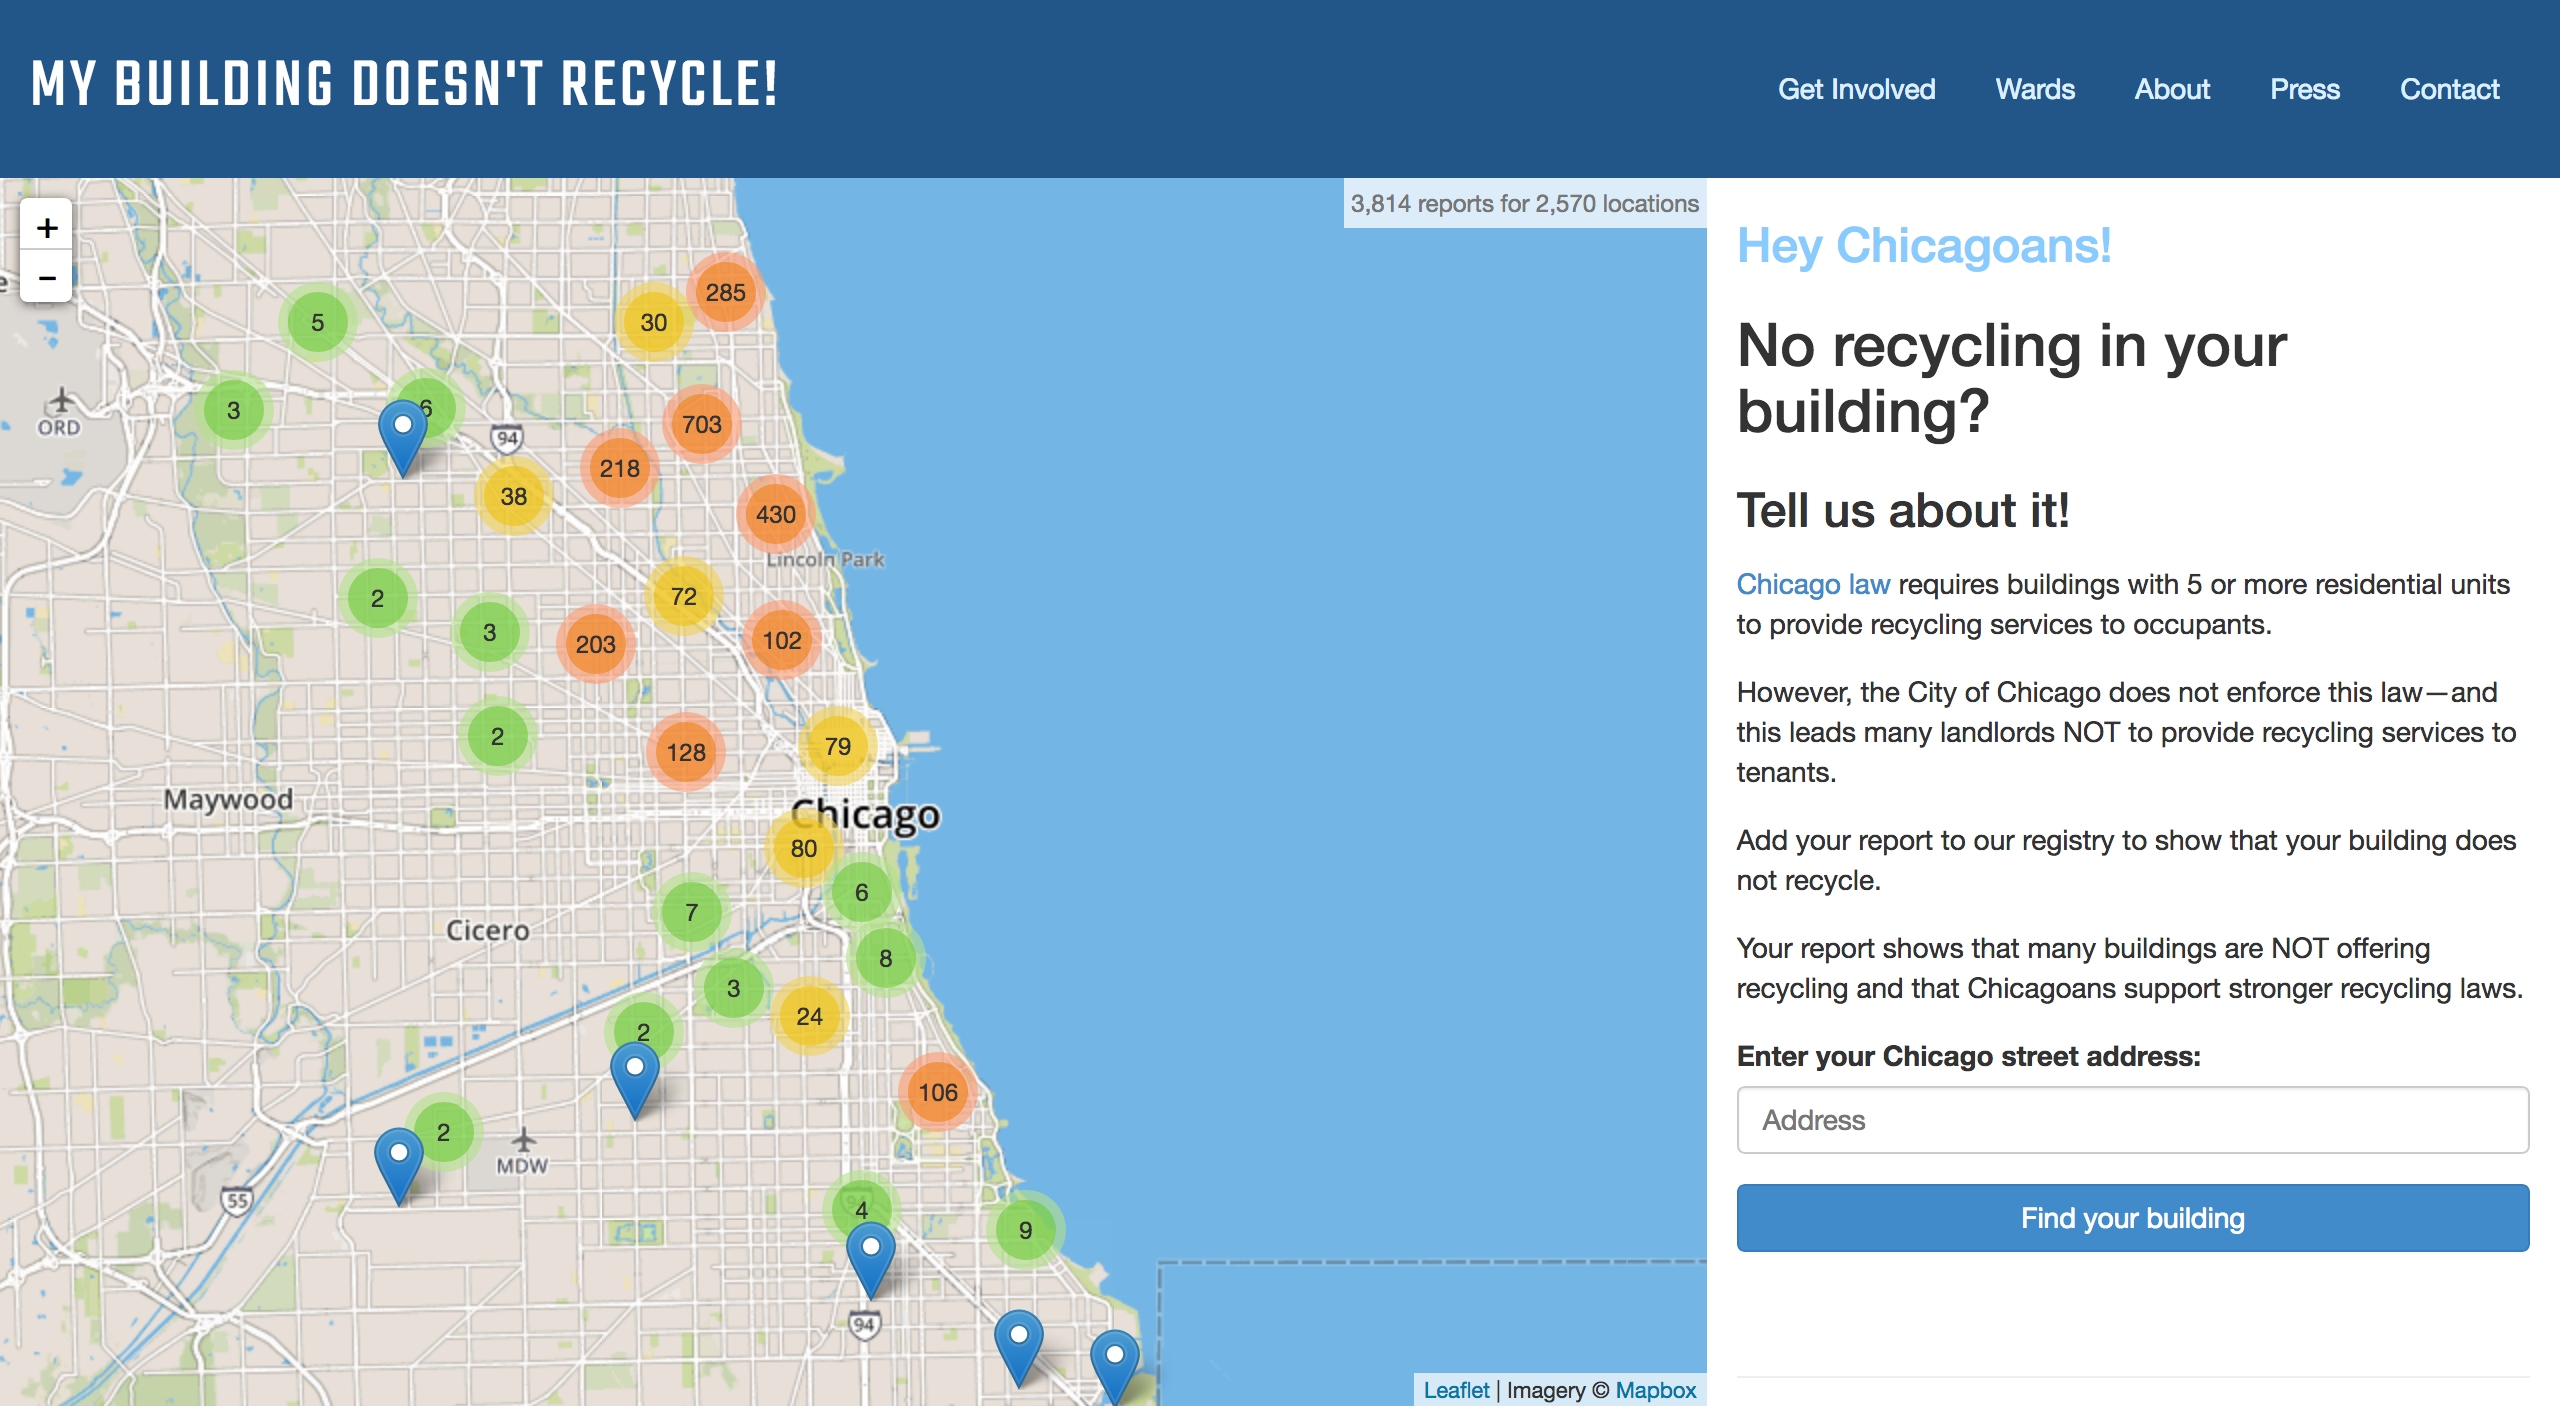 MY BUILDING DOESN'T RECYCLE!
Get Involved
Wards
About
Press
Contact
+
−
3,814 reports for 2,570 locations
285
30
5
6
3
ORD
94
703
218
38
430
Lincoln Park
2
72
3
203
102
2
128
79
Maywood
Chicago
80
6
7
Cicero
8
3
24
2
106
2
MDW
55
94
4
9
94
Leaflet | Imagery © Mapbox
Hey Chicagoans!
No recycling in your
building?
Tell us about it!
Chicago law requires buildings with 5 or more residential units
to provide recycling services to occupants.
However, the City of Chicago does not enforce this law—and
this leads many landlords NOT to provide recycling services to
tenants.
Add your report to our registry to show that your building does
not recycle.
Your report shows that many buildings are NOT offering
recycling and that Chicagoans support stronger recycling laws.
Enter your Chicago street address:
Address
Find your building